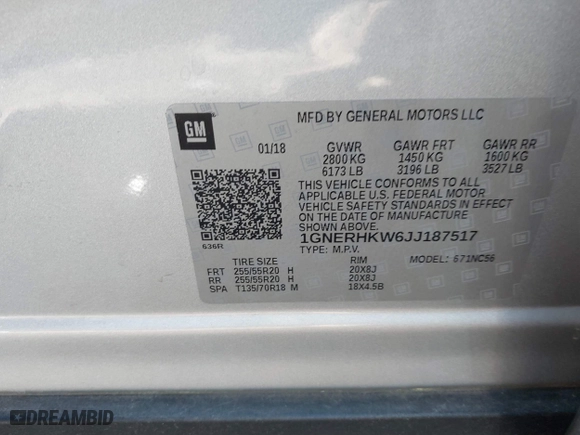 GM
MFD BY GENERAL MOTORS LLC
01/18 GVWR GAWR FRT GAWR RR
2800 KG 1450 KG 1600 KG
6173 LB 3196 LB 3527 LB
THIS VEHICLE CONFORMS TO ALL
APPLICABLE U.S. FEDERAL MOTOR
VEHICLE SAFETY STANDARDS IN EFFECT
ON THE DATE OF MANUFACTURE
SHOWN ABOVE.
1GNERHKW6JJ187517
636R
TYPE: M.P.V. MODEL: 671NC56
TIRE SIZE RIM
FRT 255/55R20 H 20X8J
RR 255/55R20 H 20X8J
SPA T135/70R18 M 18X4.5B
DREAMBID